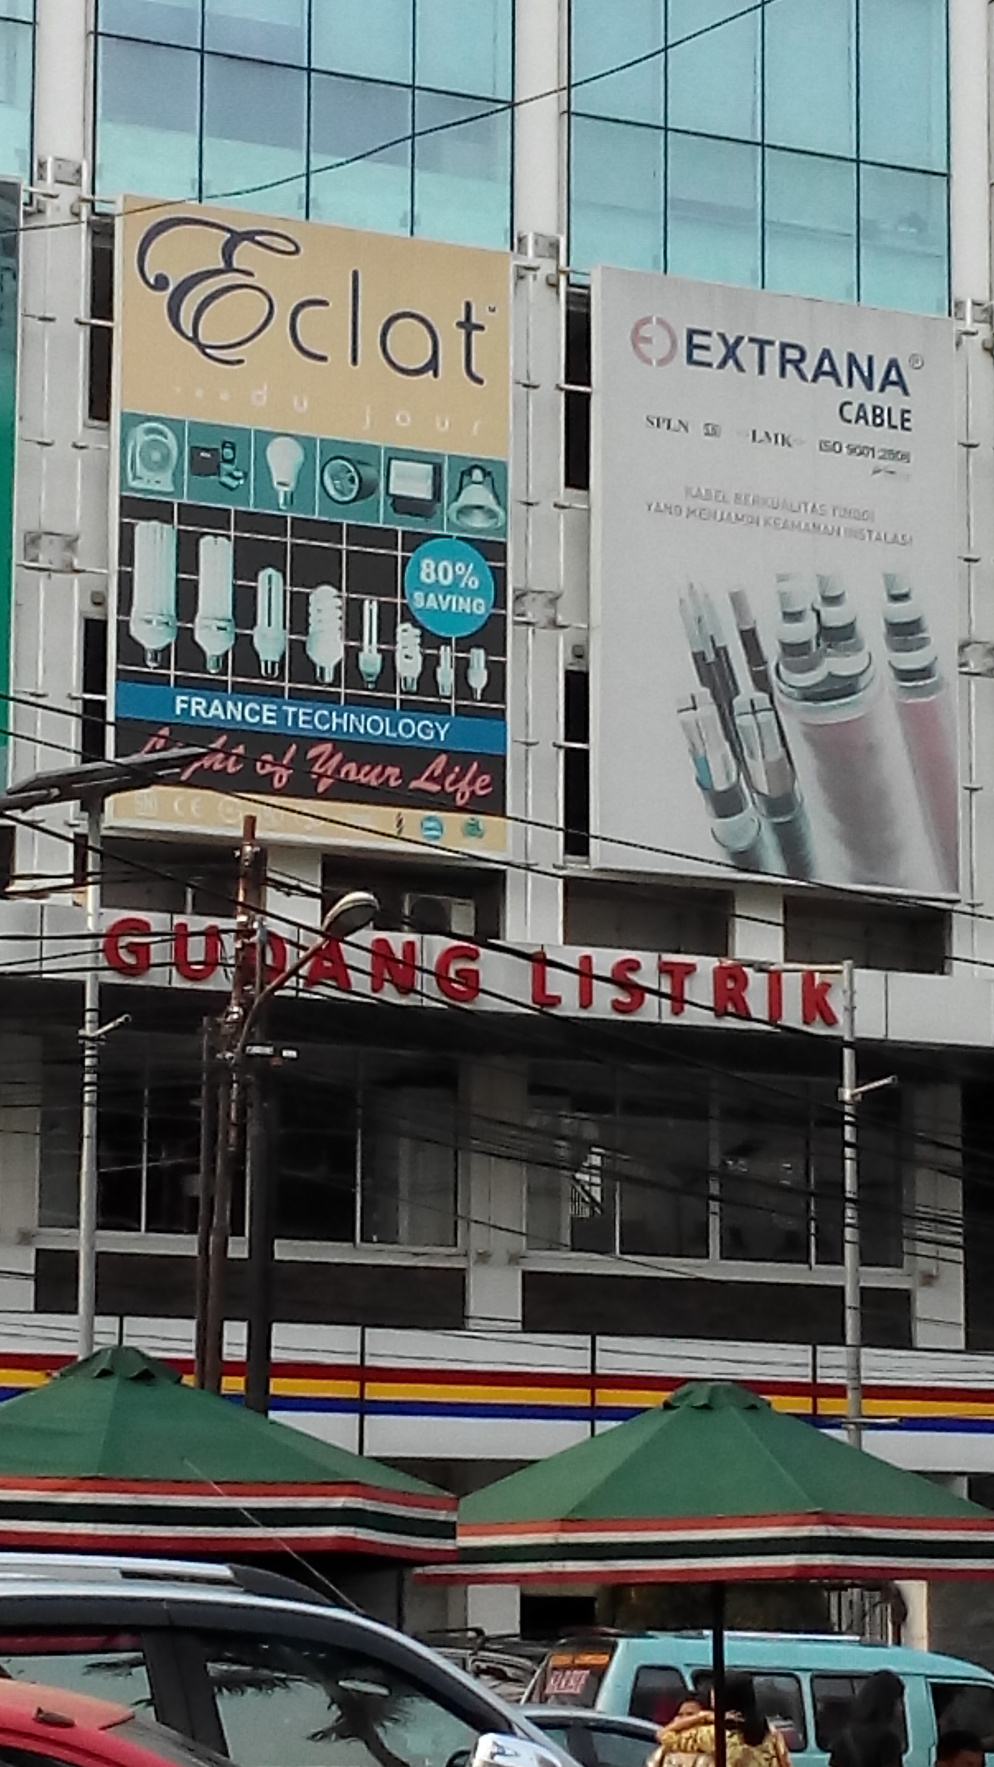 Eclat
...du jour
80%
SAVING
FRANCE TECHNOLOGY
Light of Your Life
EXTRANA®
CABLE
SPLN SNI LMK ISO 9001:2008
KABEL BERKUALITAS TINGGI
YANG MENJAMIN KEAMANAN INSTALASI
GUDANG LISTRIK